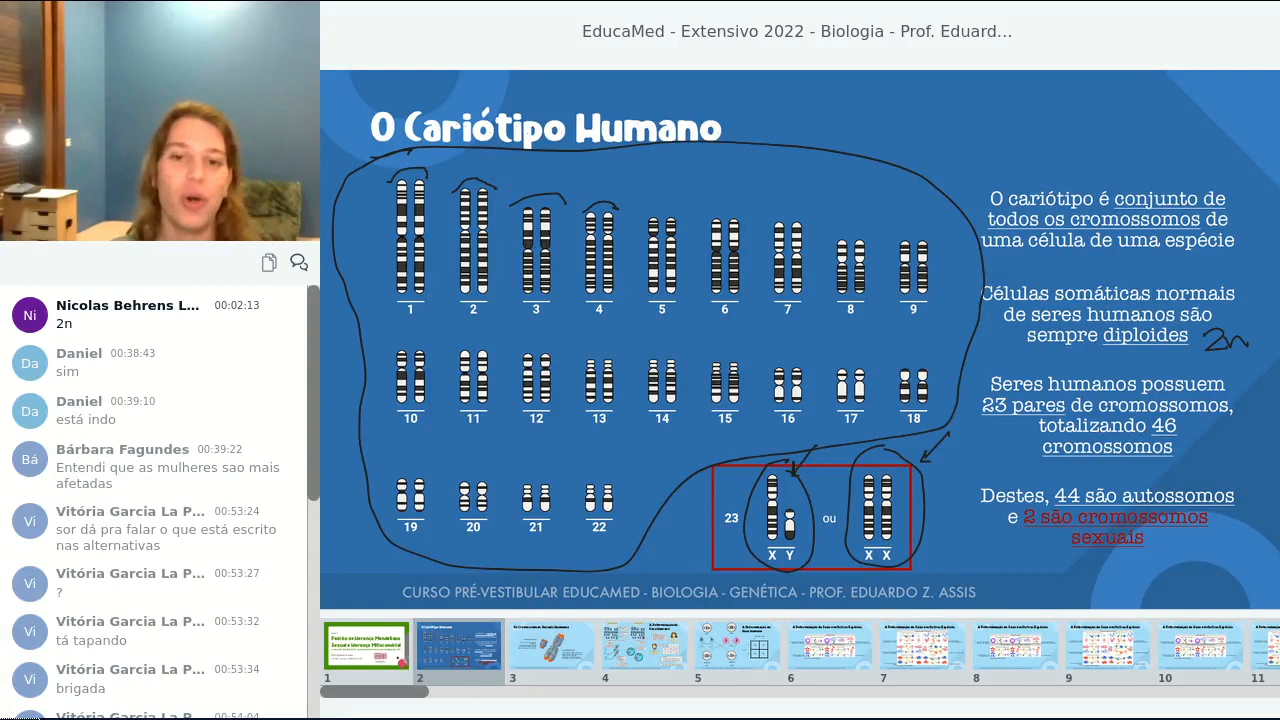 EducaMed - Extensivo 2022 - Biologia - Prof. Eduard...
O Cariótipo Humano
1 2 3 4 5 6 7 8 9
10 11 12 13 14 15 16 17 18
19 20 21 22
23 ou
X Y X X
O cariótipo é conjunto de
todos os cromossomos de
uma célula de uma espécie
Células somáticas normais
de seres humanos são
sempre diploides 2n
Seres humanos possuem
23 pares de cromossomos,
totalizando 46
cromossomos
Destes, 44 são autossomos
e 2 são cromossomos
sexuais
CURSO PRÉ-VESTIBULAR EDUCAMED - BIOLOGIA - GENÉTICA - PROF. EDUARDO Z. ASSIS
Ni Nicolas Behrens L... 00:02:13
2n
Da Daniel 00:38:43
sim
Da Daniel 00:39:10
está indo
Bá Bárbara Fagundes 00:39:22
Entendi que as mulheres sao mais
afetadas
Vi Vitória Garcia La P... 00:53:24
sor dá pra falar o que está escrito
nas alternativas
Vi Vitória Garcia La P... 00:53:27
?
Vi Vitória Garcia La P... 00:53:32
tá tapando
Vi Vitória Garcia La P... 00:53:34
brigada
Vitória Garcia La P... 00:54:04
1 2 3 4 5 6 7 8 9 10 11